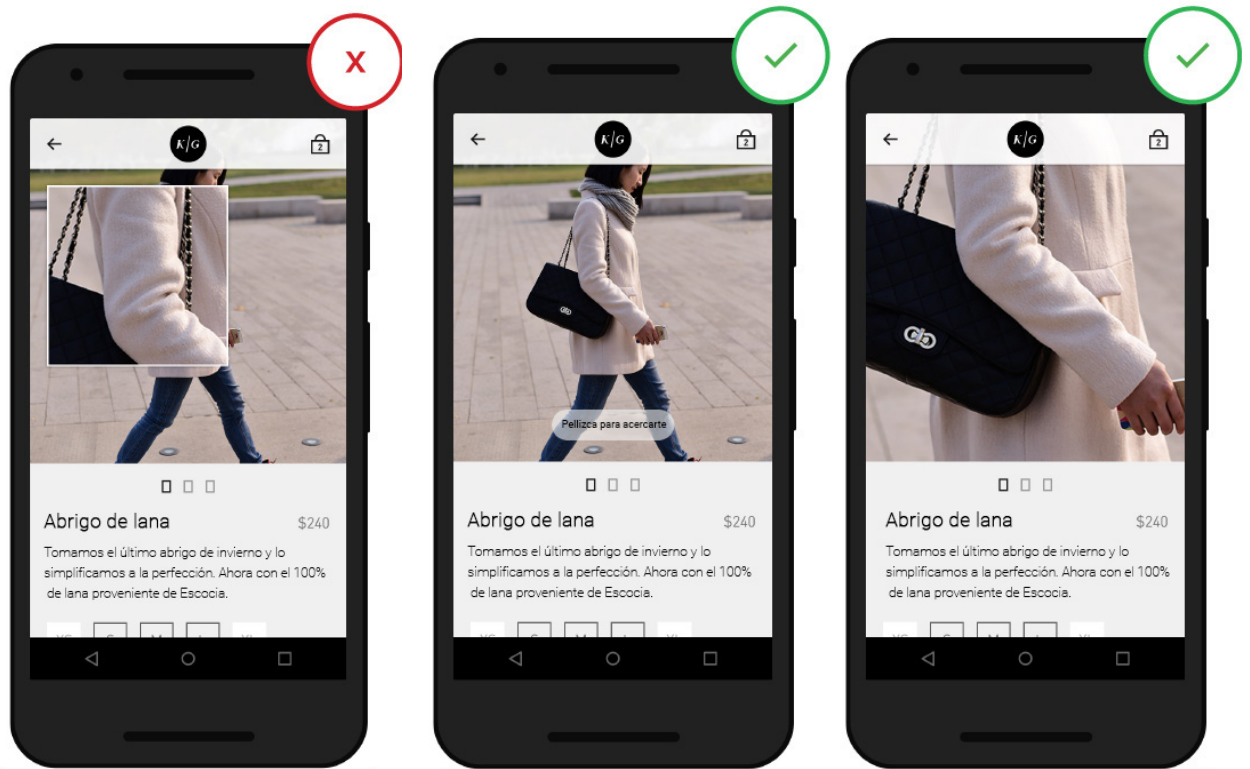 X
K|G
2
Abrigo de lana
$240
Tomamos el último abrigo de invierno y lo
simplificamos a la perfección. Ahora con el 100%
de lana proveniente de Escocia.
K|G
2
Pellizca para acercarte
Abrigo de lana
$240
Tomamos el último abrigo de invierno y lo
simplificamos a la perfección. Ahora con el 100%
de lana proveniente de Escocia.
K|G
2
Abrigo de lana
$240
Tomamos el último abrigo de invierno y lo
simplificamos a la perfección. Ahora con el 100%
de lana proveniente de Escocia.